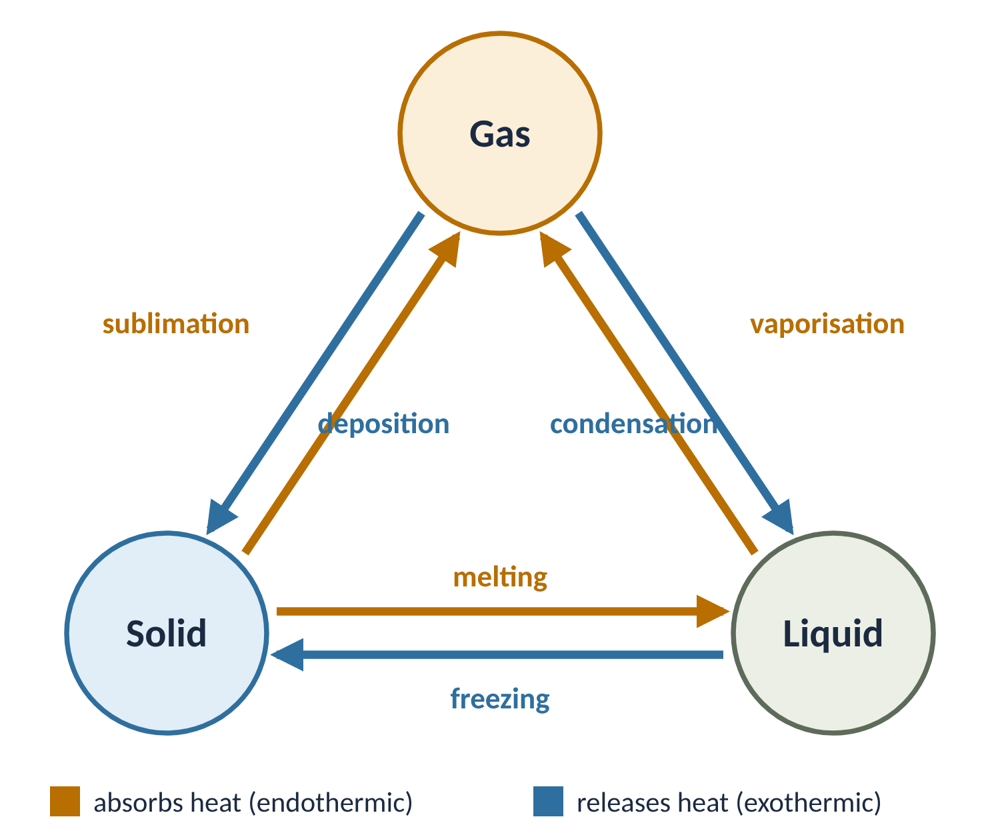 Gas
sublimation
vaporisation
deposition
condensation
melting
Solid
Liquid
freezing
absorbs heat (endothermic)
releases heat (exothermic)